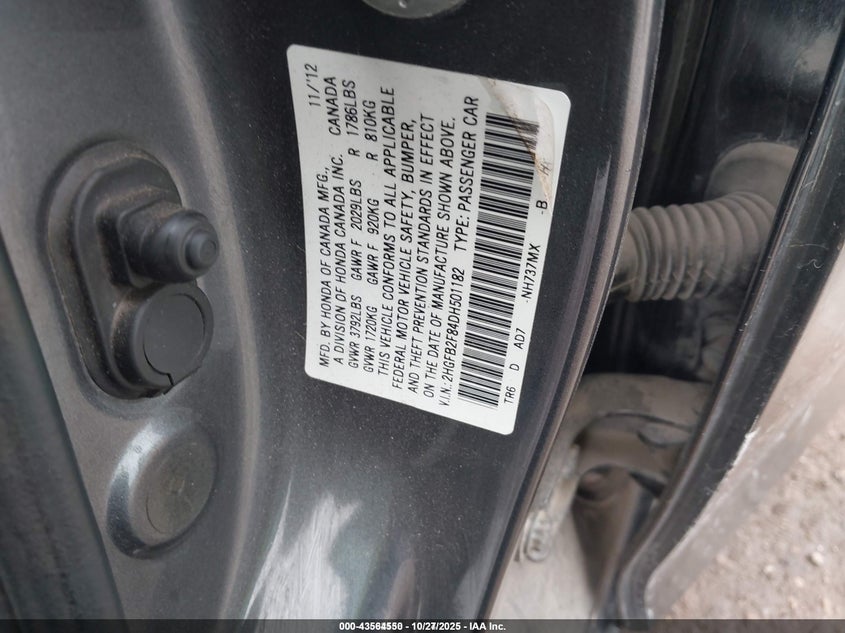 11/'12
MFD. BY HONDA OF CANADA MFG.,
A DIVISION OF HONDA CANADA INC. CANADA
GVWR 3792LBS GAWR F 2029LBS R 1786LBS
GVWR 1720KG GAWR F 920KG R 810KG
THIS VEHICLE CONFORMS TO ALL APPLICABLE
FEDERAL MOTOR VEHICLE SAFETY, BUMPER,
AND THEFT PREVENTION STANDARDS IN EFFECT
ON THE DATE OF MANUFACTURE SHOWN ABOVE.
V.I.N.:2HGFB2F84DH501182 TYPE: PASSENGER CAR
TR6 D AD7 -NH737MX -B
000-43564550 - 10/27/2025 - IAA Inc.